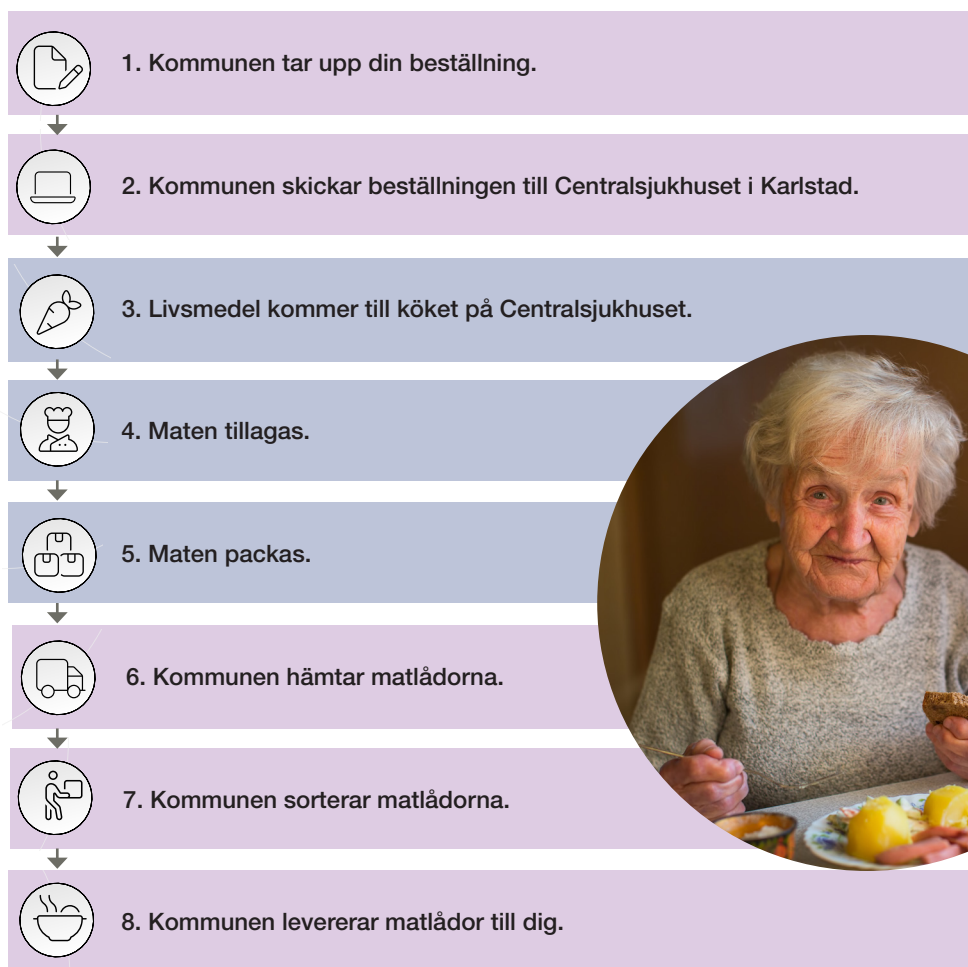 1. Kommunen tar upp din beställning.
2. Kommunen skickar beställningen till Centralsjukhuset i Karlstad.
3. Livsmedel kommer till köket på Centralsjukhuset.
4. Maten tillagas.
5. Maten packas.
6. Kommunen hämtar matlådorna.
7. Kommunen sorterar matlådorna.
8. Kommunen levererar matlådor till dig.